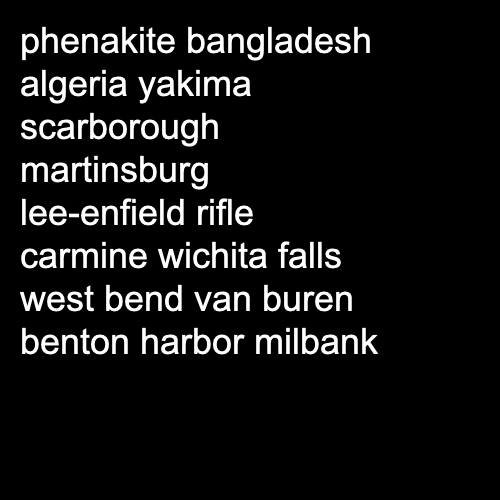 phenakite bangladesh
algeria yakima
scarborough
martinsburg
lee-enfield rifle
carmine wichita falls
west bend van buren
benton harbor milbank